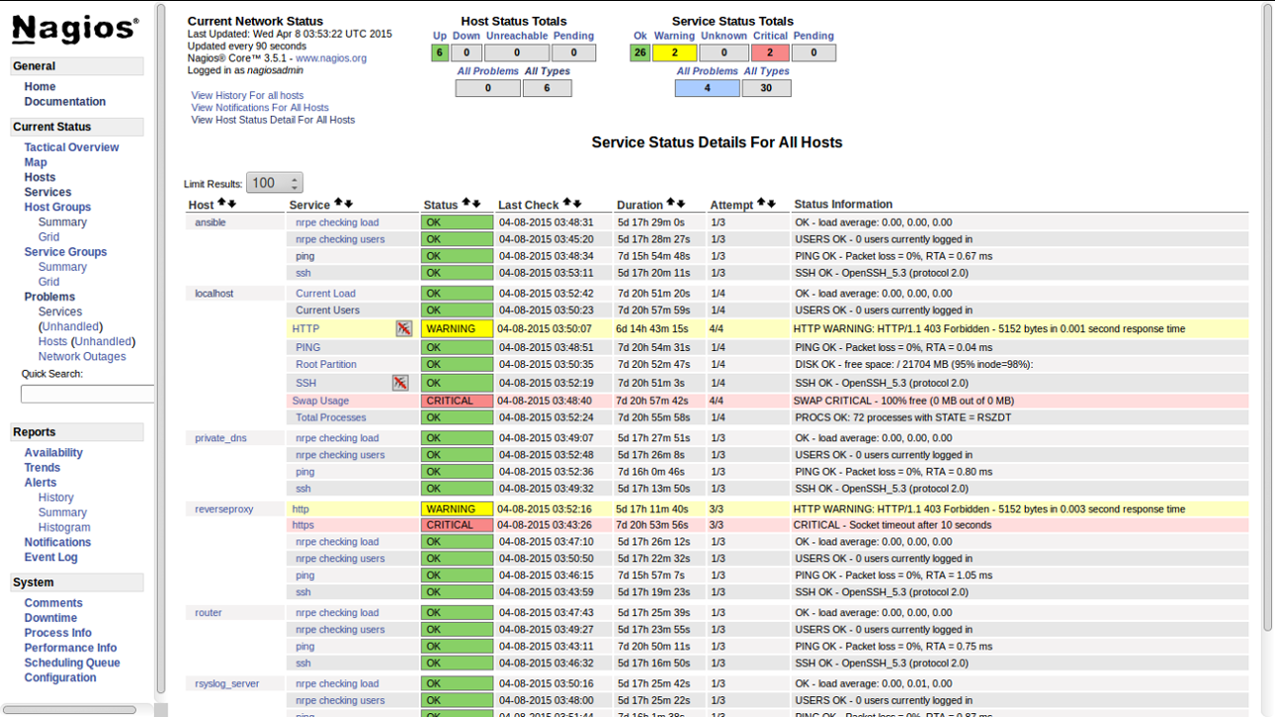 Nagios®
General
Home
Documentation
Current Status
Tactical Overview
Map
Hosts
Services
Host Groups
Summary
Grid
Service Groups
Summary
Grid
Problems
Services
(Unhandled)
Hosts (Unhandled)
Network Outages
Quick Search:
Reports
Availability
Trends
Alerts
History
Summary
Histogram
Notifications
Event Log
System
Comments
Downtime
Process Info
Performance Info
Scheduling Queue
Configuration
Current Network Status
Last Updated: Wed Apr 8 03:53:22 UTC 2015
Updated every 90 seconds
Nagios® Core™ 3.5.1 - www.nagios.org
Logged in as nagiosadmin
View History For all hosts
View Notifications For All Hosts
View Host Status Detail For All Hosts
Host Status Totals
Up Down Unreachable Pending
6 0 0 0
All Problems All Types
0 6
Service Status Totals
Ok Warning Unknown Critical Pending
26 2 0 2 0
All Problems All Types
4 30
Service Status Details For All Hosts
Limit Results: 100
Host Service Status Last Check Duration Attempt Status Information
ansible nrpe checking load OK 04-08-2015 03:48:31 5d 17h 29m 0s 1/3 OK - load average: 0.00, 0.00, 0.00
nrpe checking users OK 04-08-2015 03:45:20 5d 17h 28m 27s 1/3 USERS OK - 0 users currently logged in
ping OK 04-08-2015 03:48:34 7d 15h 54m 48s 1/3 PING OK - Packet loss = 0%, RTA = 0.67 ms
ssh OK 04-08-2015 03:53:11 5d 17h 20m 11s 1/3 SSH OK - OpenSSH_5.3 (protocol 2.0)
localhost Current Load OK 04-08-2015 03:52:42 7d 20h 51m 20s 1/4 OK - load average: 0.00, 0.00, 0.00
Current Users OK 04-08-2015 03:50:23 7d 20h 57m 59s 1/4 USERS OK - 0 users currently logged in
HTTP WARNING 04-08-2015 03:50:07 6d 14h 43m 15s 4/4 HTTP WARNING: HTTP/1.1 403 Forbidden - 5152 bytes in 0.001 second response time
PING OK 04-08-2015 03:48:51 7d 20h 54m 31s 1/4 PING OK - Packet loss = 0%, RTA = 0.04 ms
Root Partition OK 04-08-2015 03:50:35 7d 20h 52m 47s 1/4 DISK OK - free space: / 21704 MB (95% inode=98%):
SSH OK 04-08-2015 03:52:19 7d 20h 51m 3s 1/4 SSH OK - OpenSSH_5.3 (protocol 2.0)
Swap Usage CRITICAL 04-08-2015 03:48:40 7d 20h 57m 42s 4/4 SWAP CRITICAL - 100% free (0 MB out of 0 MB)
Total Processes OK 04-08-2015 03:52:24 7d 20h 55m 58s 1/4 PROCS OK: 72 processes with STATE = RSZDT
private_dns nrpe checking load OK 04-08-2015 03:49:07 5d 17h 27m 51s 1/3 OK - load average: 0.00, 0.00, 0.00
nrpe checking users OK 04-08-2015 03:52:48 5d 17h 26m 8s 1/3 USERS OK - 0 users currently logged in
ping OK 04-08-2015 03:52:36 7d 16h 0m 46s 1/3 PING OK - Packet loss = 0%, RTA = 0.80 ms
ssh OK 04-08-2015 03:49:32 5d 17h 13m 50s 1/3 SSH OK - OpenSSH_5.3 (protocol 2.0)
reverseproxy http WARNING 04-08-2015 03:52:16 5d 17h 11m 40s 3/3 HTTP WARNING: HTTP/1.1 403 Forbidden - 5152 bytes in 0.003 second response time
https CRITICAL 04-08-2015 03:43:26 7d 20h 53m 56s 3/3 CRITICAL - Socket timeout after 10 seconds
nrpe checking load OK 04-08-2015 03:47:10 5d 17h 26m 12s 1/3 OK - load average: 0.00, 0.00, 0.00
nrpe checking users OK 04-08-2015 03:50:50 5d 17h 22m 32s 1/3 USERS OK - 0 users currently logged in
ping OK 04-08-2015 03:46:15 7d 15h 57m 7s 1/3 PING OK - Packet loss = 0%, RTA = 1.05 ms
ssh OK 04-08-2015 03:43:59 5d 17h 19m 23s 1/3 SSH OK - OpenSSH_5.3 (protocol 2.0)
router nrpe checking load OK 04-08-2015 03:47:43 5d 17h 25m 39s 1/3 OK - load average: 0.00, 0.00, 0.00
nrpe checking users OK 04-08-2015 03:49:27 5d 17h 23m 55s 1/3 USERS OK - 0 users currently logged in
ping OK 04-08-2015 03:43:11 7d 20h 50m 11s 1/3 PING OK - Packet loss = 0%, RTA = 0.75 ms
ssh OK 04-08-2015 03:46:32 5d 17h 16m 50s 1/3 SSH OK - OpenSSH_5.3 (protocol 2.0)
rsyslog_server nrpe checking load OK 04-08-2015 03:50:16 5d 17h 25m 42s 1/3 OK - load average: 0.00, 0.01, 0.00
nrpe checking users OK 04-08-2015 03:48:00 5d 17h 25m 22s 1/3 USERS OK - 0 users currently logged in
ping OK 04-08-2015 03:51:44 7d 16h 1m 38s 1/3 PING OK - Packet loss = 0%, RTA = 0.87 ms